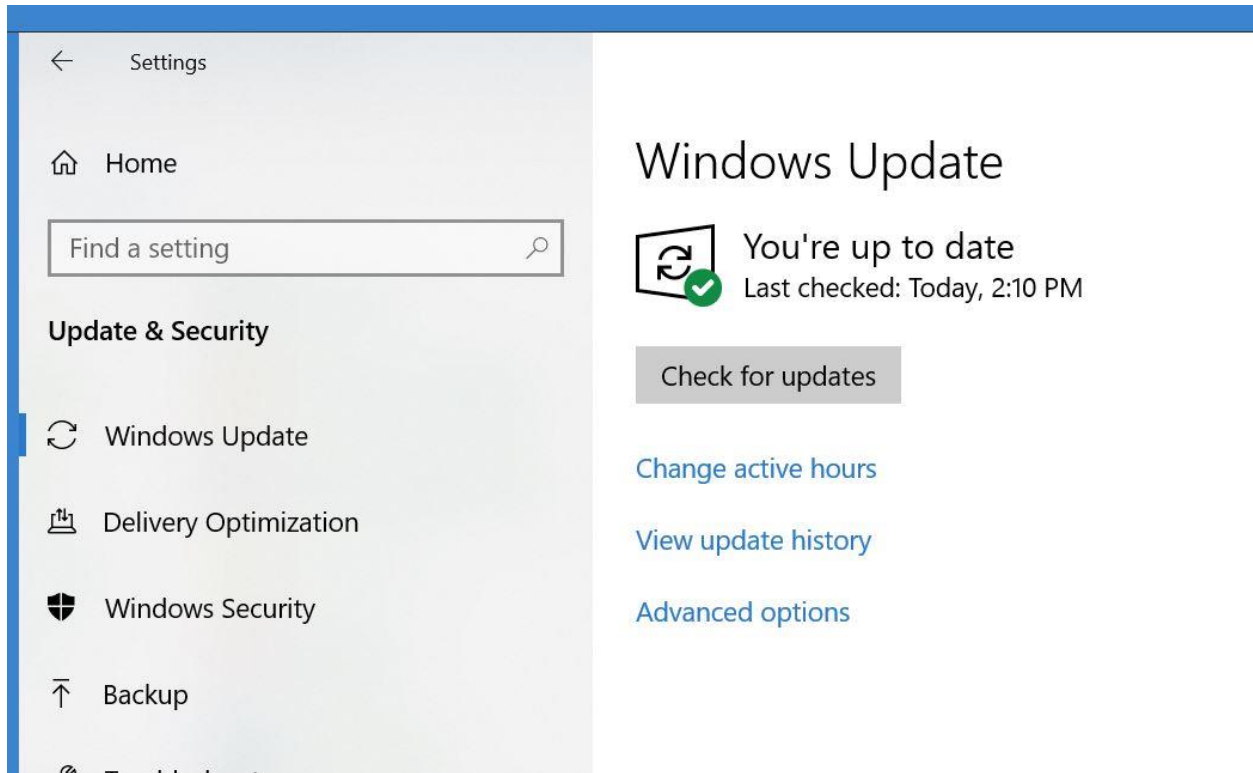 Settings
Home
Find a setting
Update & Security
Windows Update
Delivery Optimization
Windows Security
Backup
Windows Update
You're up to date
Last checked: Today, 2:10 PM
Check for updates
Change active hours
View update history
Advanced options